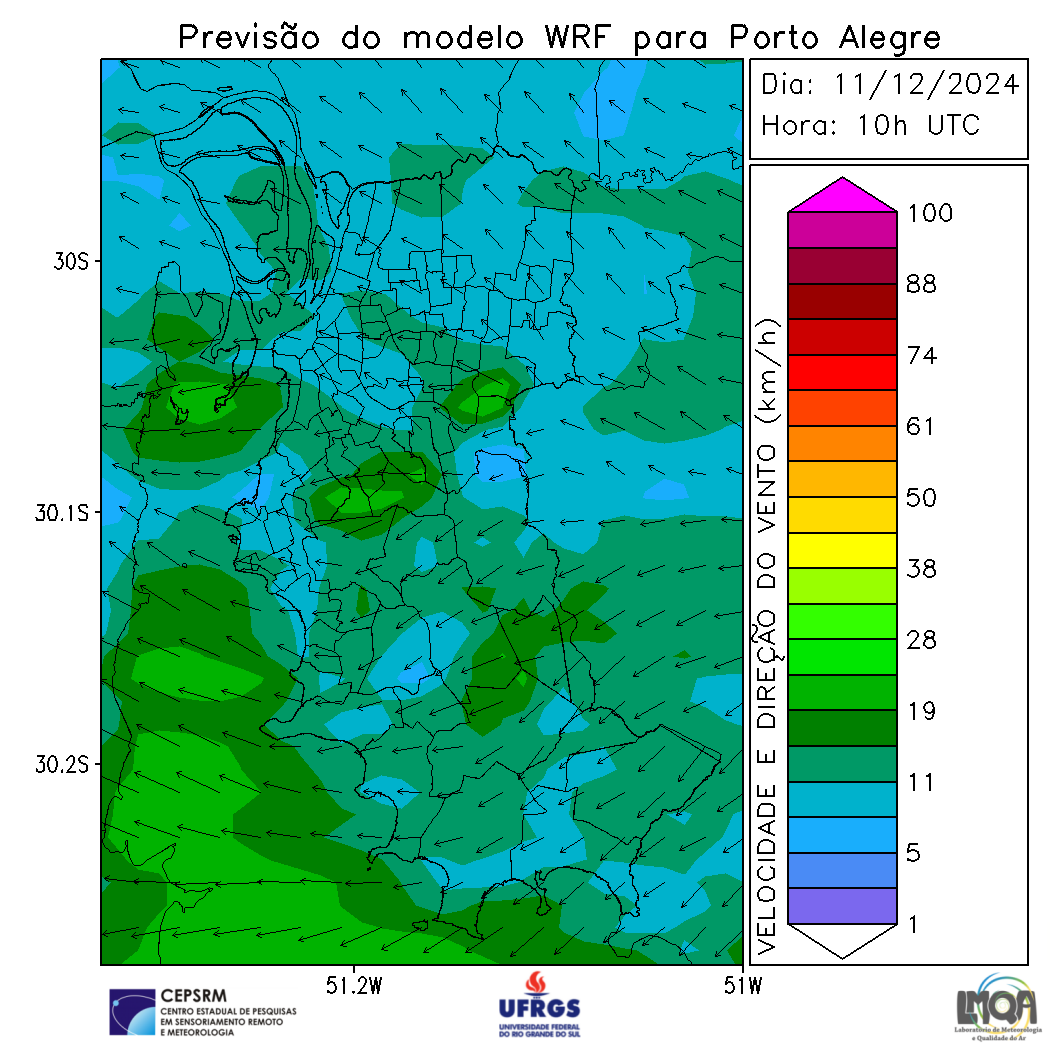 Previsão do modelo WRF para Porto Alegre
Dia: 11/12/2024
Hora: 10h UTC
30S
30.1S
30.2S
51.2W
51W
VELOCIDADE E DIREÇÃO DO VENTO (km/h)
100
88
74
61
50
38
28
19
11
5
1
CEPSRM
CENTRO ESTADUAL DE PESQUISAS
EM SENSORIAMENTO REMOTO
E METEOROLOGIA
UFRGS
UNIVERSIDADE FEDERAL
DO RIO GRANDE DO SUL
LMQA
Laboratório de Meteorologia
e Qualidade do Ar